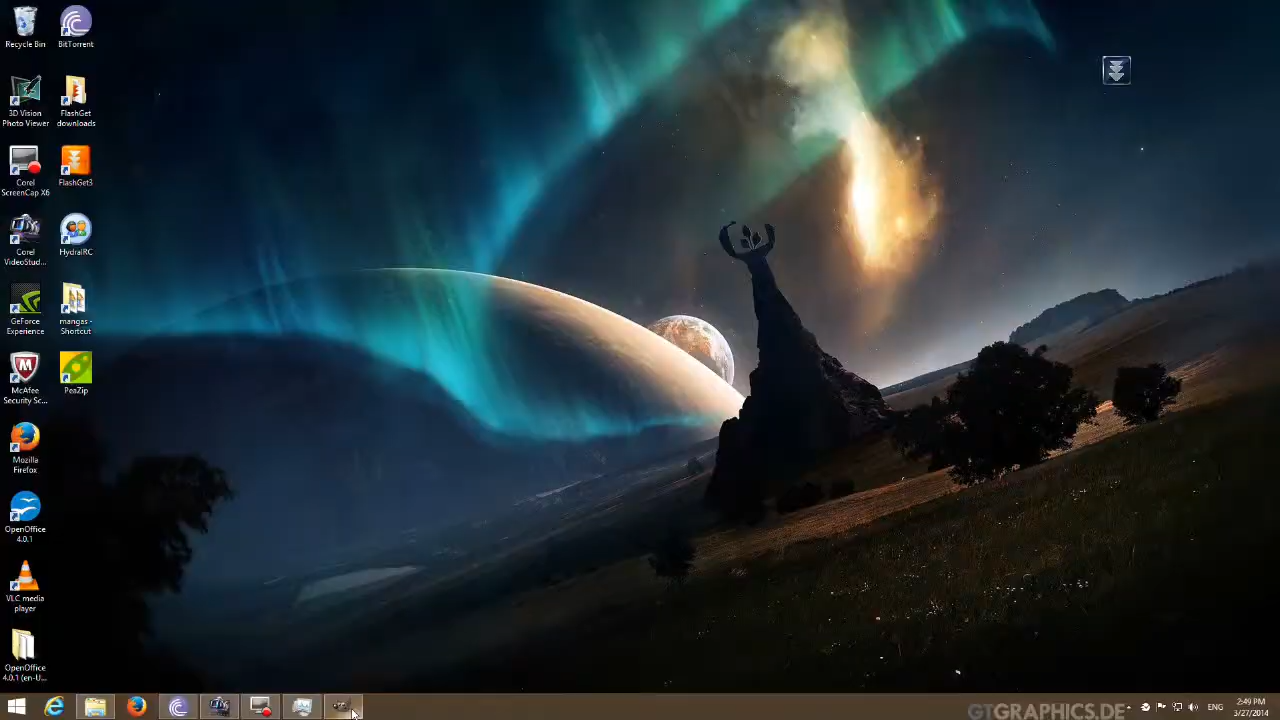 Recycle Bin
BitTorrent
3D Vision
Photo Viewer
FlashGet
downloads
Corel
ScreenCap X6
FlashGet3
Corel
VideoStud...
HydraIRC
GeForce
Experience
mangas -
Shortcut
McAfee
Security Sc...
PeaZip
Mozilla
Firefox
OpenOffice
4.0.1
VLC media
player
OpenOffice
4.0.1 (en-U...
GTGRAPHICS.DE
ENG
2:49 PM
3/27/2014